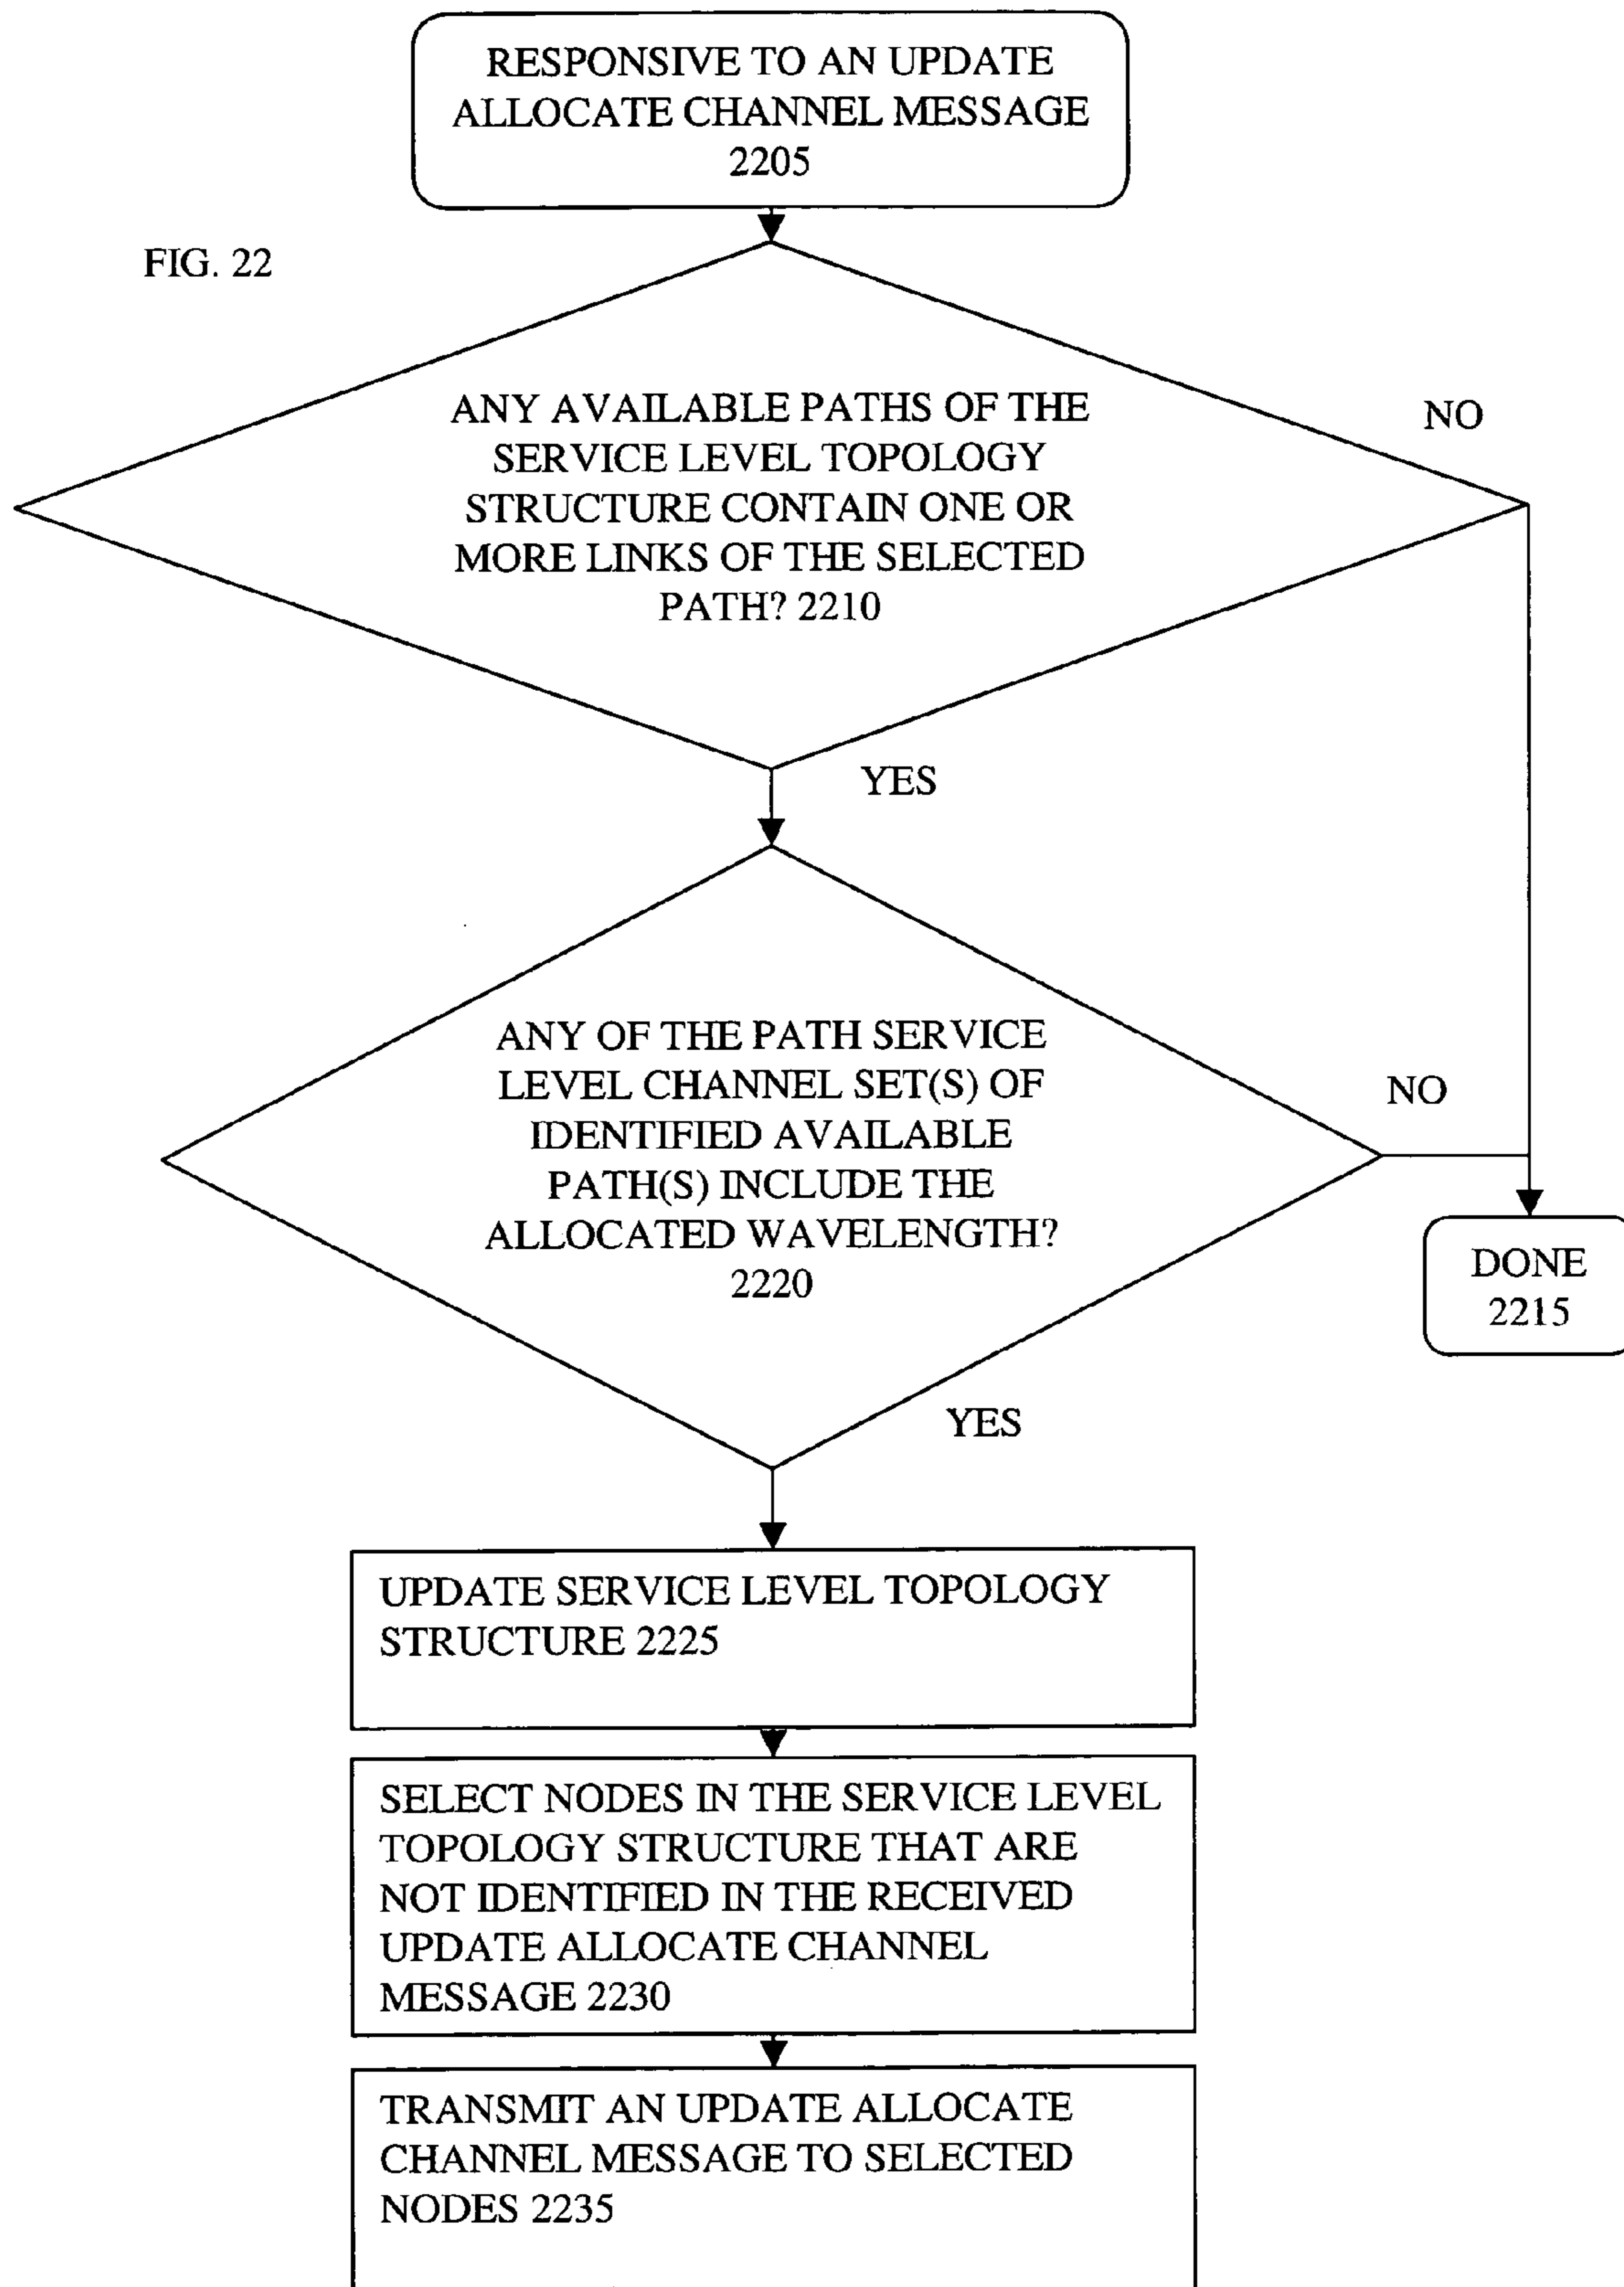 RESPONSIVE TO AN UPDATE
ALLOCATE CHANNEL MESSAGE
2205
FIG. 22
ANY AVAILABLE PATHS OF THE
SERVICE LEVEL TOPOLOGY
STRUCTURE CONTAIN ONE OR
MORE LINKS OF THE SELECTED
PATH? 2210
NO
YES
ANY OF THE PATH SERVICE
LEVEL CHANNEL SET(S) OF
IDENTIFIED AVAILABLE
PATH(S) INCLUDE THE
ALLOCATED WAVELENGTH?
2220
NO
DONE
2215
YES
UPDATE SERVICE LEVEL TOPOLOGY
STRUCTURE 2225
SELECT NODES IN THE SERVICE LEVEL
TOPOLOGY STRUCTURE THAT ARE
NOT IDENTIFIED IN THE RECEIVED
UPDATE ALLOCATE CHANNEL
MESSAGE 2230
TRANSMIT AN UPDATE ALLOCATE
CHANNEL MESSAGE TO SELECTED
NODES 2235